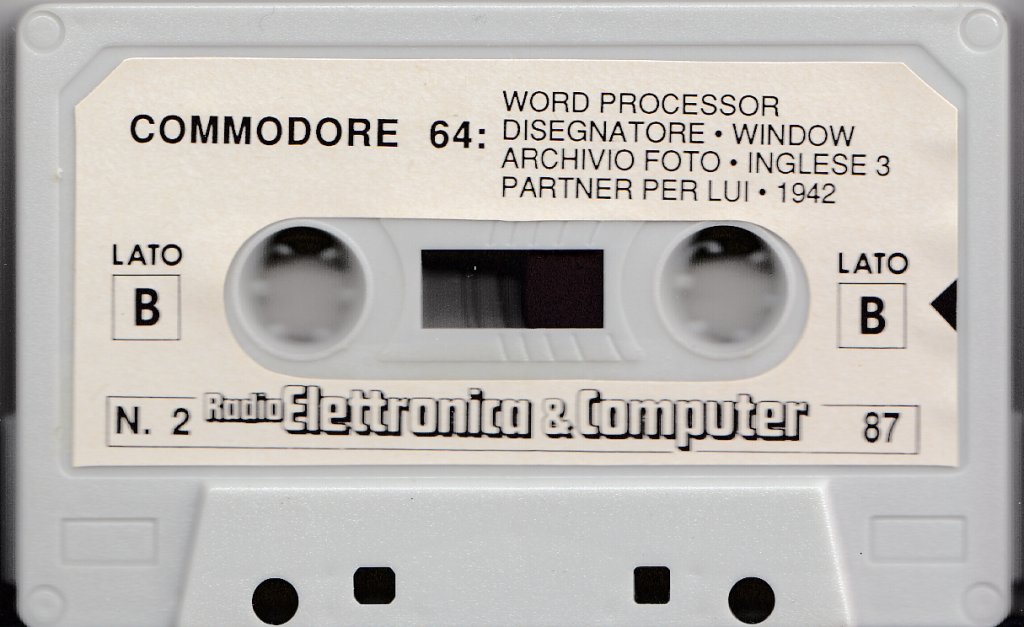 COMMODORE 64:
WORD PROCESSOR
DISEGNATORE • WINDOW
ARCHIVIO FOTO • INGLESE 3
PARTNER PER LUI • 1942
LATO
B
LATO
B
N. 2 Radio Elettronica & Computer 87